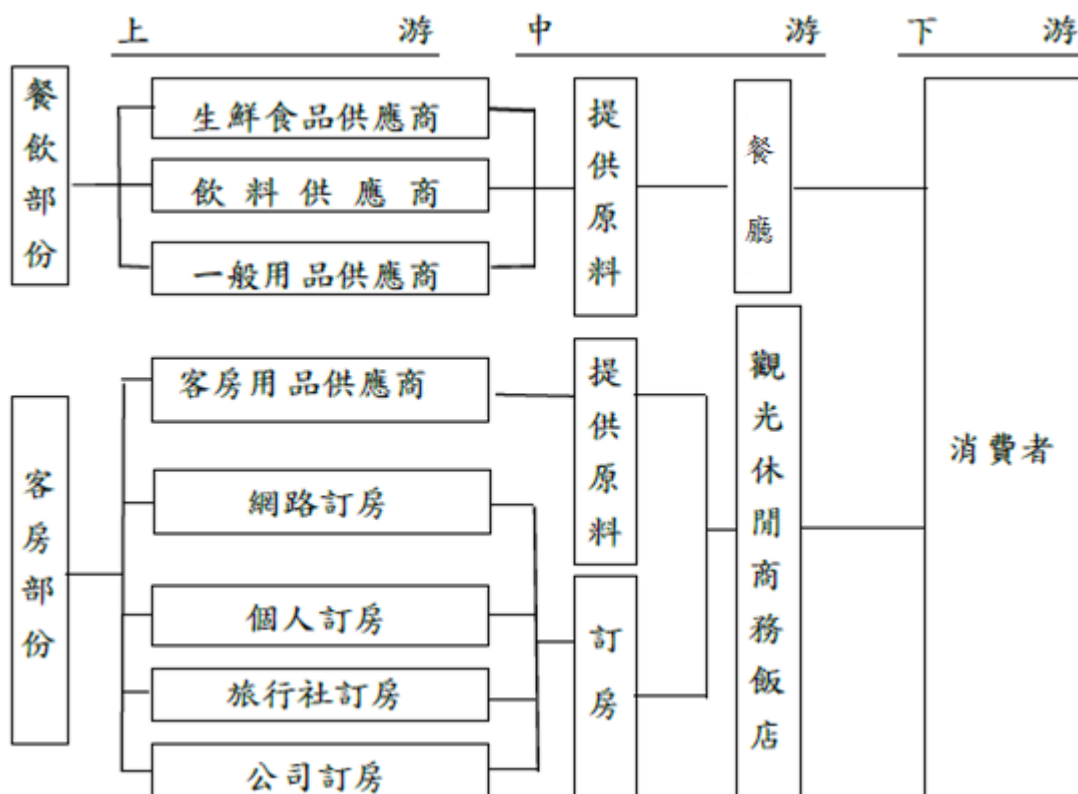 上游
中游
下游
餐飲部份
生鮮食品供應商
飲料供應商
一般用品供應商
提供原料
餐廳
客房部份
客房用品供應商
網路訂房
個人訂房
旅行社訂房
公司訂房
提供原料
訂房
觀光休閒商務飯店
消費者